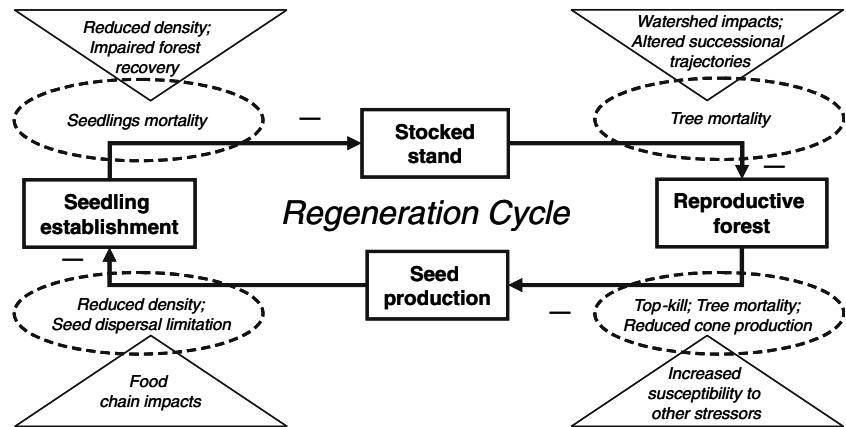 Reduced density;
Impaired forest
recovery
Seedlings mortality
Watershed impacts;
Altered successional
trajectories
Tree mortality
—
Stocked
stand
—
Seedling
establishment
Regeneration Cycle
Reproductive
forest
—
Seed
production
—
Reduced density;
Seed dispersal limitation
Top-kill; Tree mortality;
Reduced cone production
Food
chain impacts
Increased
susceptibility to
other stressors